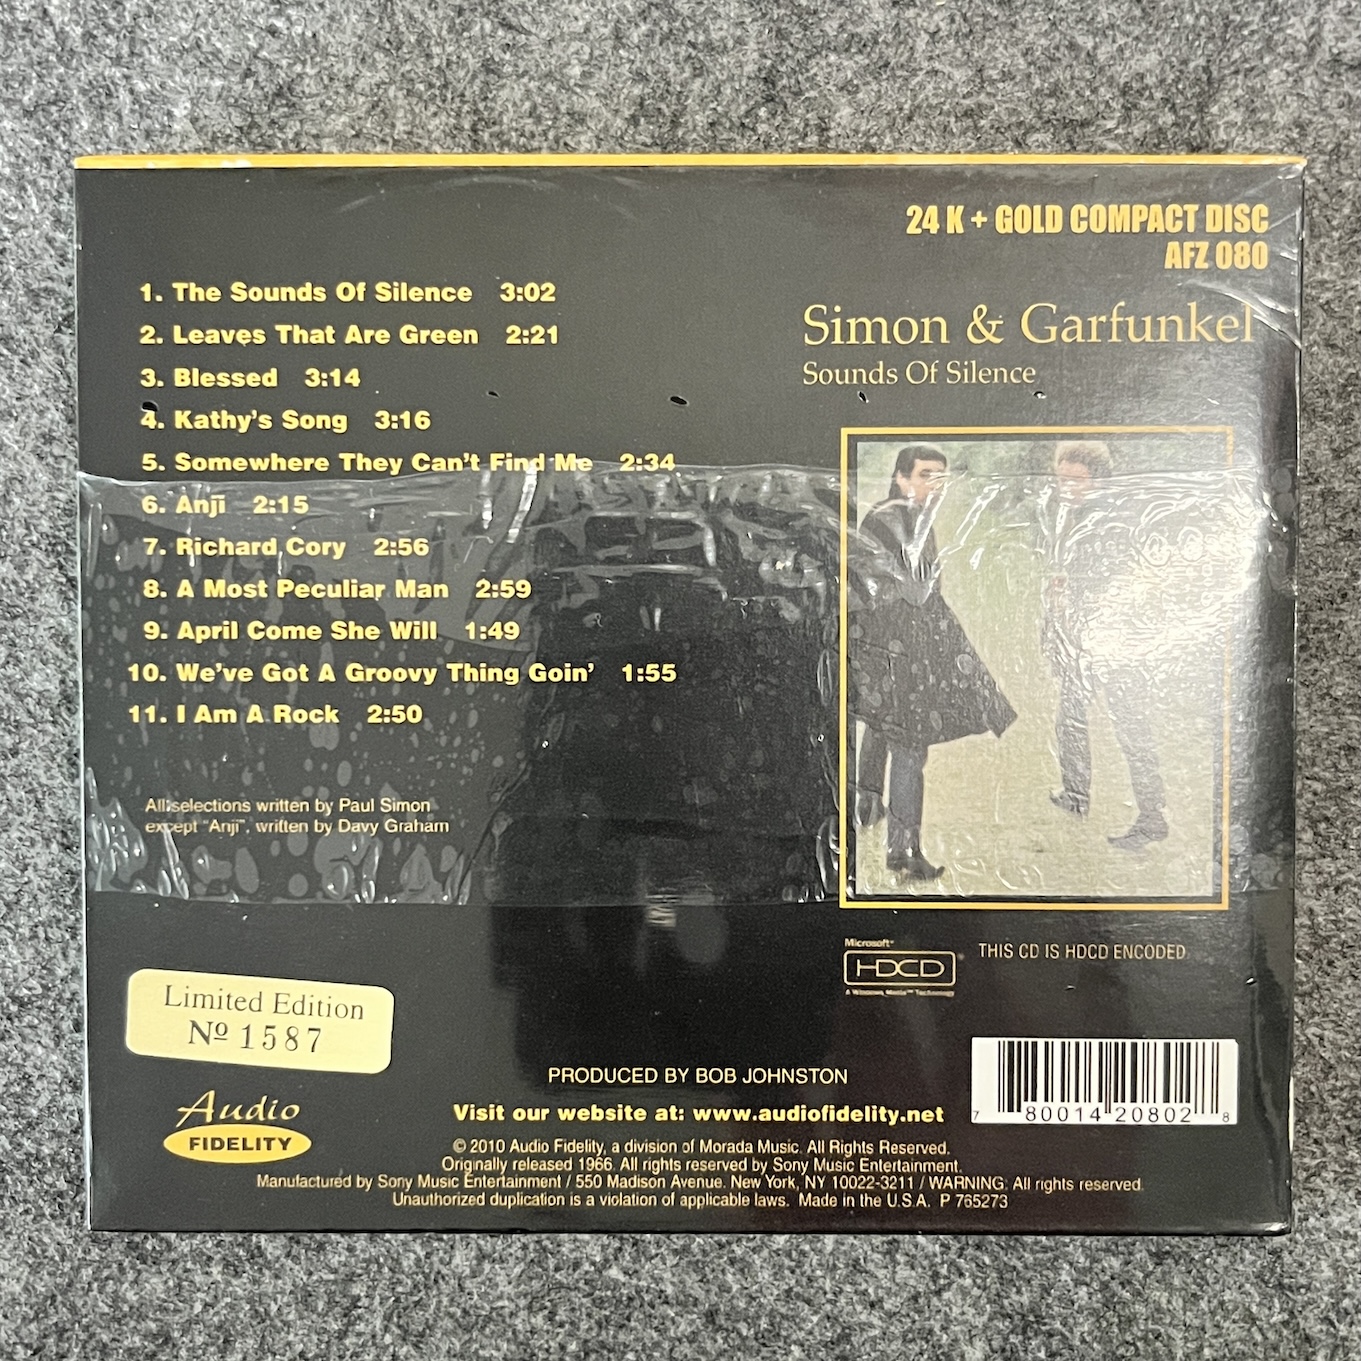 24 K + GOLD COMPACT DISC
AFZ 080
1. The Sounds Of Silence 3:02
2. Leaves That Are Green 2:21
3. Blessed 3:14
4. Kathy's Song 3:16
5. Somewhere They Can't Find Me 2:34
6. Anji 2:15
7. Richard Cory 2:56
8. A Most Peculiar Man 2:59
9. April Come She Will 1:49
10. We've Got A Groovy Thing Goin' 1:55
11. I Am A Rock 2:50
All selections written by Paul Simon
except "Anji", written by Davy Graham
Simon & Garfunkel
Sounds Of Silence
Microsoft®
HDCD®
A Windows Media™ Technology
THIS CD IS HDCD ENCODED
Limited Edition
Nº 1587
Audio
FIDELITY
PRODUCED BY BOB JOHNSTON
Visit our website at: www.audiofidelity.net
7 80014 20802 8
© 2010 Audio Fidelity, a division of Morada Music. All Rights Reserved.
Originally released 1966. All rights reserved by Sony Music Entertainment.
Manufactured by Sony Music Entertainment / 550 Madison Avenue. New York, NY 10022-3211 / WARNING: All rights reserved.
Unauthorized duplication is a violation of applicable laws. Made in the U.S.A. P 765273